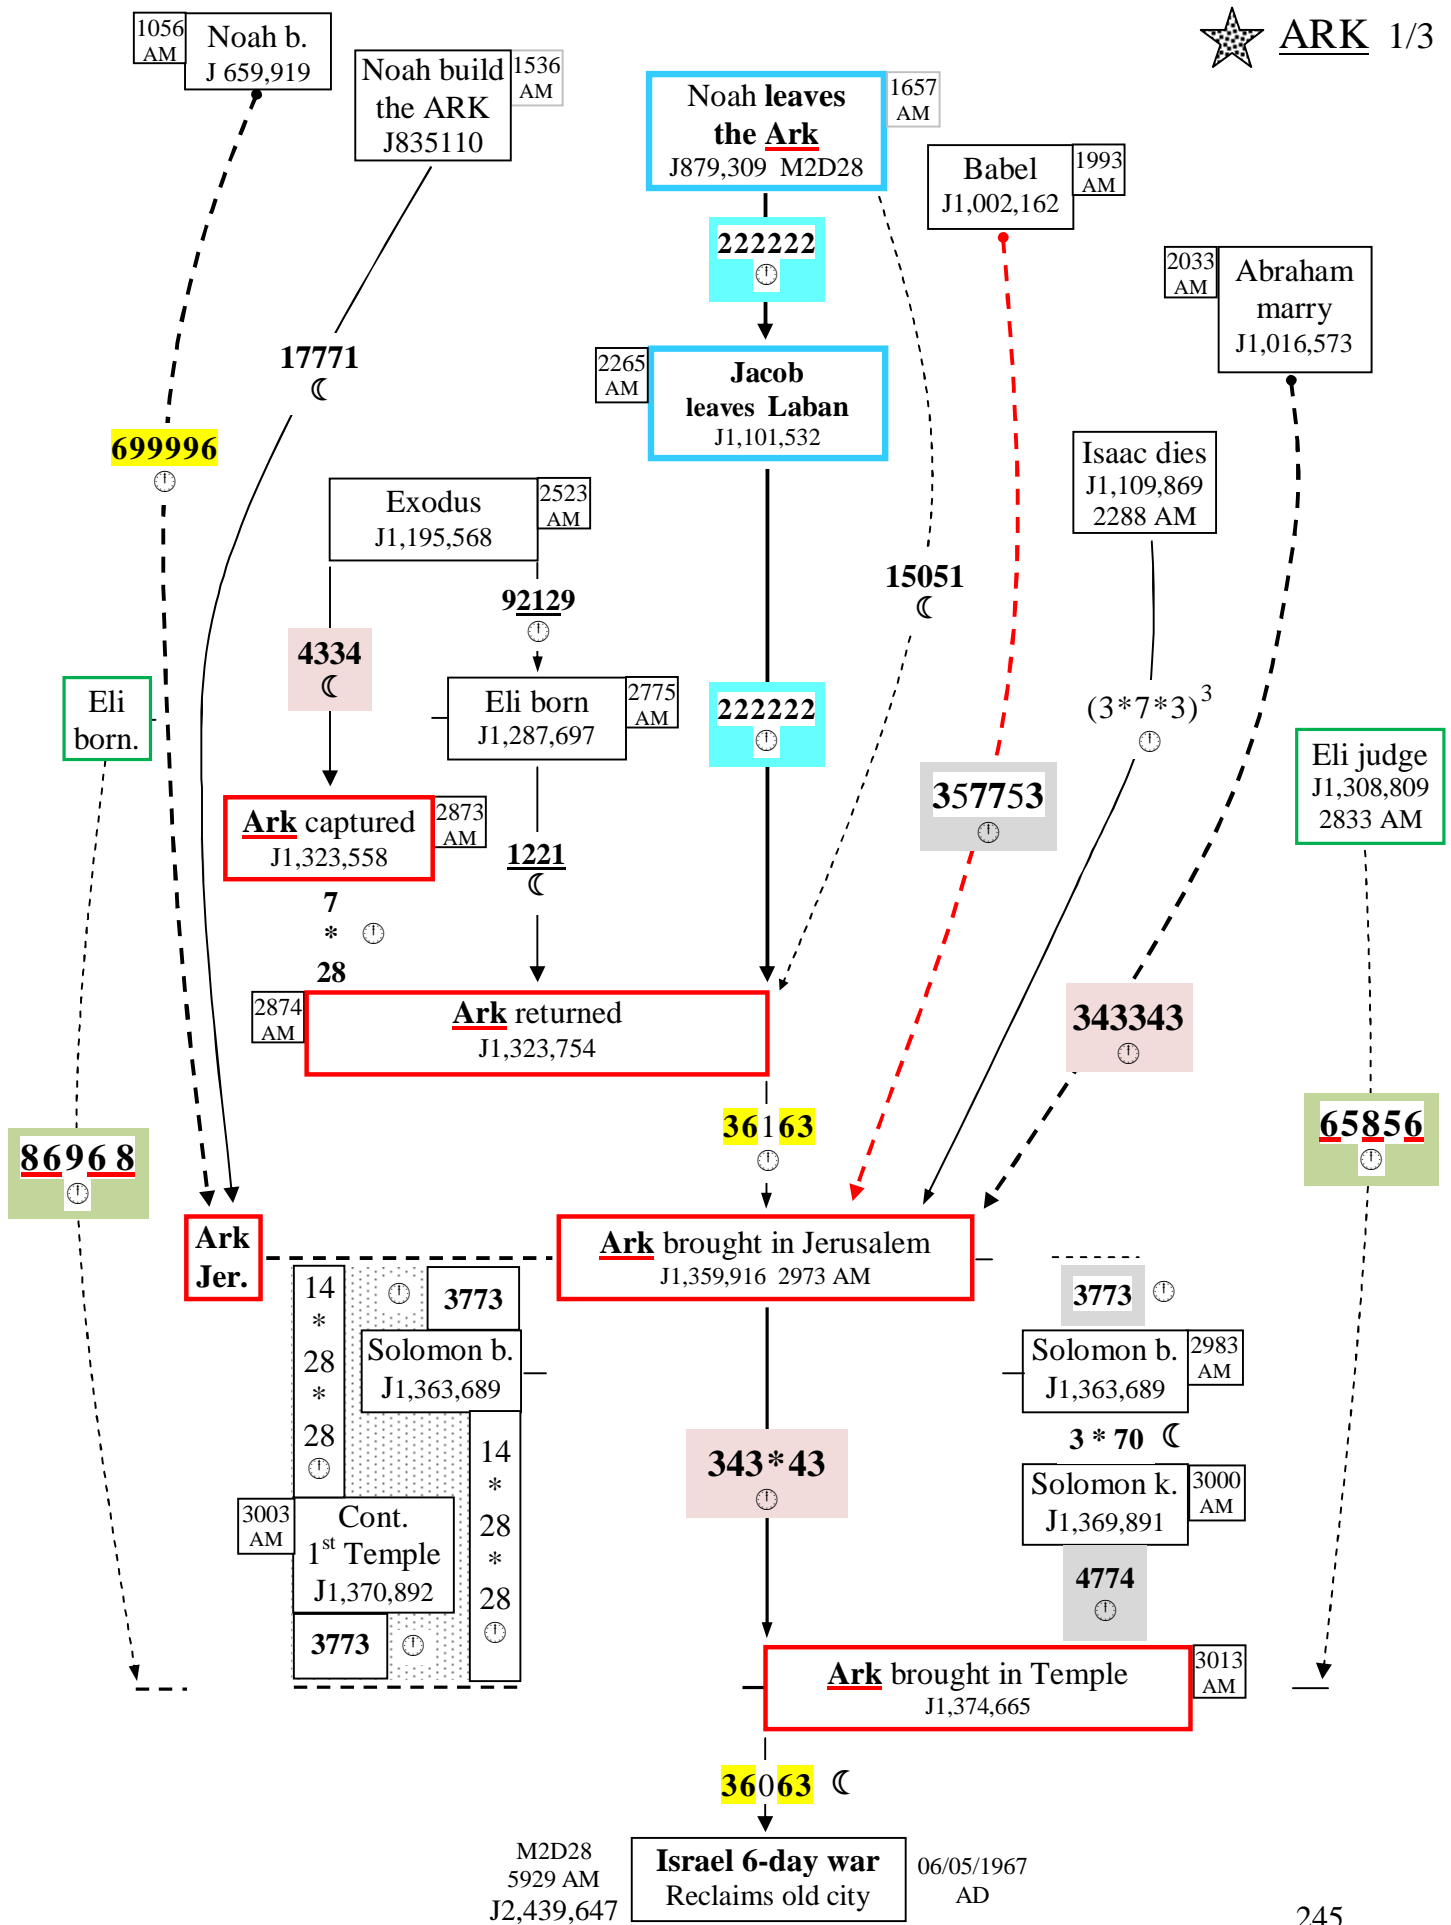 ARK 1/3
1056
AM
Noah b.
J 659,919
Noah build
the ARK
J835110
1536
AM
Noah leaves
the Ark
J879,309 M2D28
1657
AM
Babel
J1,002,162
1993
AM
2033
AM
Abraham
marry
J1,016,573
222222
17771
☾
2265
AM
Jacob
leaves Laban
J1,101,532
699996
Isaac dies
J1,109,869
2288 AM
Exodus
J1,195,568
2523
AM
15051
☾
92129
4334
☾
Eli
born.
Eli born
J1,287,697
2775
AM
222222
(3*7*3)³
Eli judge
J1,308,809
2833 AM
357753
Ark captured
J1,323,558
2873
AM
1221
☾
7
*
28
2874
AM
Ark returned
J1,323,754
343343
36163
86968
65856
Ark
Jer.
Ark brought in Jerusalem
J1,359,916 2973 AM
14
*
28
*
28
3773
3773
Solomon b.
J1,363,689
Solomon b.
J1,363,689
2983
AM
14
*
28
*
28
343*43
3 * 70 ☾
Solomon k.
J1,369,891
3000
AM
3003
AM
Cont.
1st Temple
J1,370,892
4774
3773
Ark brought in Temple
J1,374,665
3013
AM
36063 ☾
M2D28
5929 AM
J2,439,647
Israel 6-day war
Reclaims old city
06/05/1967
AD
245